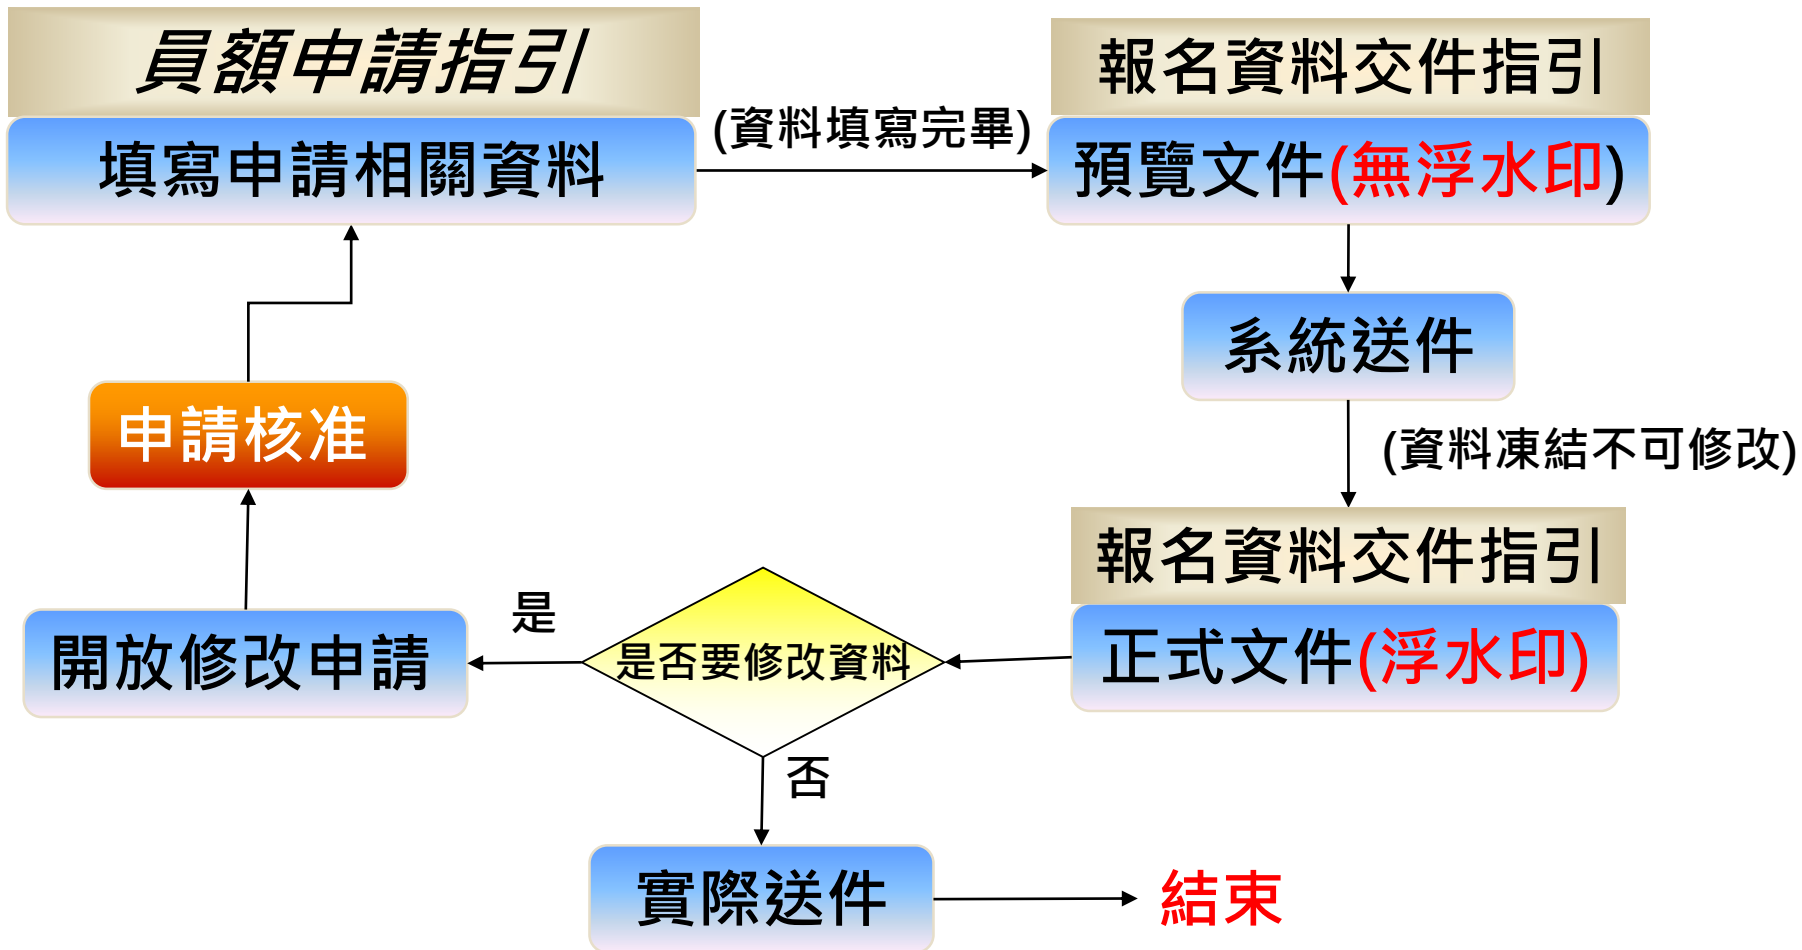 員額申請指引
填寫申請相關資料
(資料填寫完畢)
報名資料交件指引
預覽文件(無浮水印)
系統送件
(資料凍結不可修改)
報名資料交件指引
正式文件(浮水印)
是否要修改資料
是
開放修改申請
申請核准
否
實際送件
結束